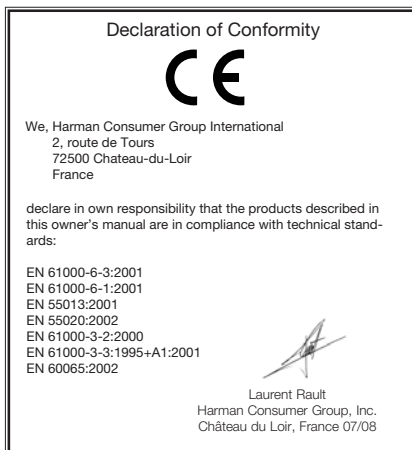 Declaration of Conformity
CE
We, Harman Consumer Group International
2, route de Tours
72500 Chateau-du-Loir
France
declare in own responsibility that the products described in
this owner's manual are in compliance with technical stand-
ards:
EN 61000-6-3:2001
EN 61000-6-1:2001
EN 55013:2001
EN 55020:2002
EN 61000-3-2:2000
EN 61000-3-3:1995+A1:2001
EN 60065:2002
Laurent Rault
Harman Consumer Group, Inc.
Château du Loir, France 07/08